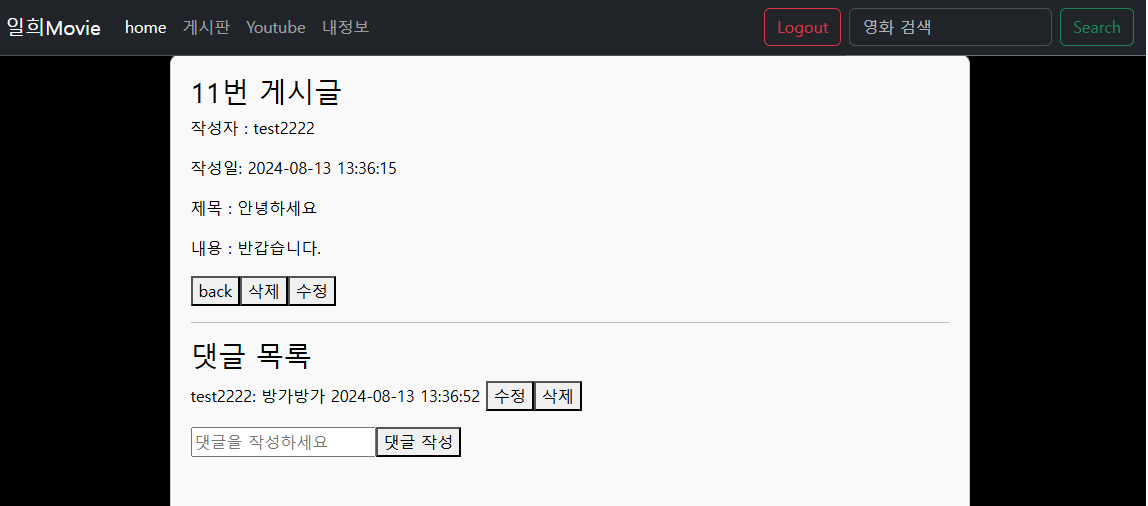 일희Movie home 게시판 Youtube 내정보 Logout 영화 검색 Search
11번 게시글
작성자 : test2222
작성일: 2024-08-13 13:36:15
제목 : 안녕하세요
내용 : 반갑습니다.
back 삭제 수정
댓글 목록
test2222: 방가방가 2024-08-13 13:36:52 수정 삭제
댓글을 작성하세요 댓글 작성